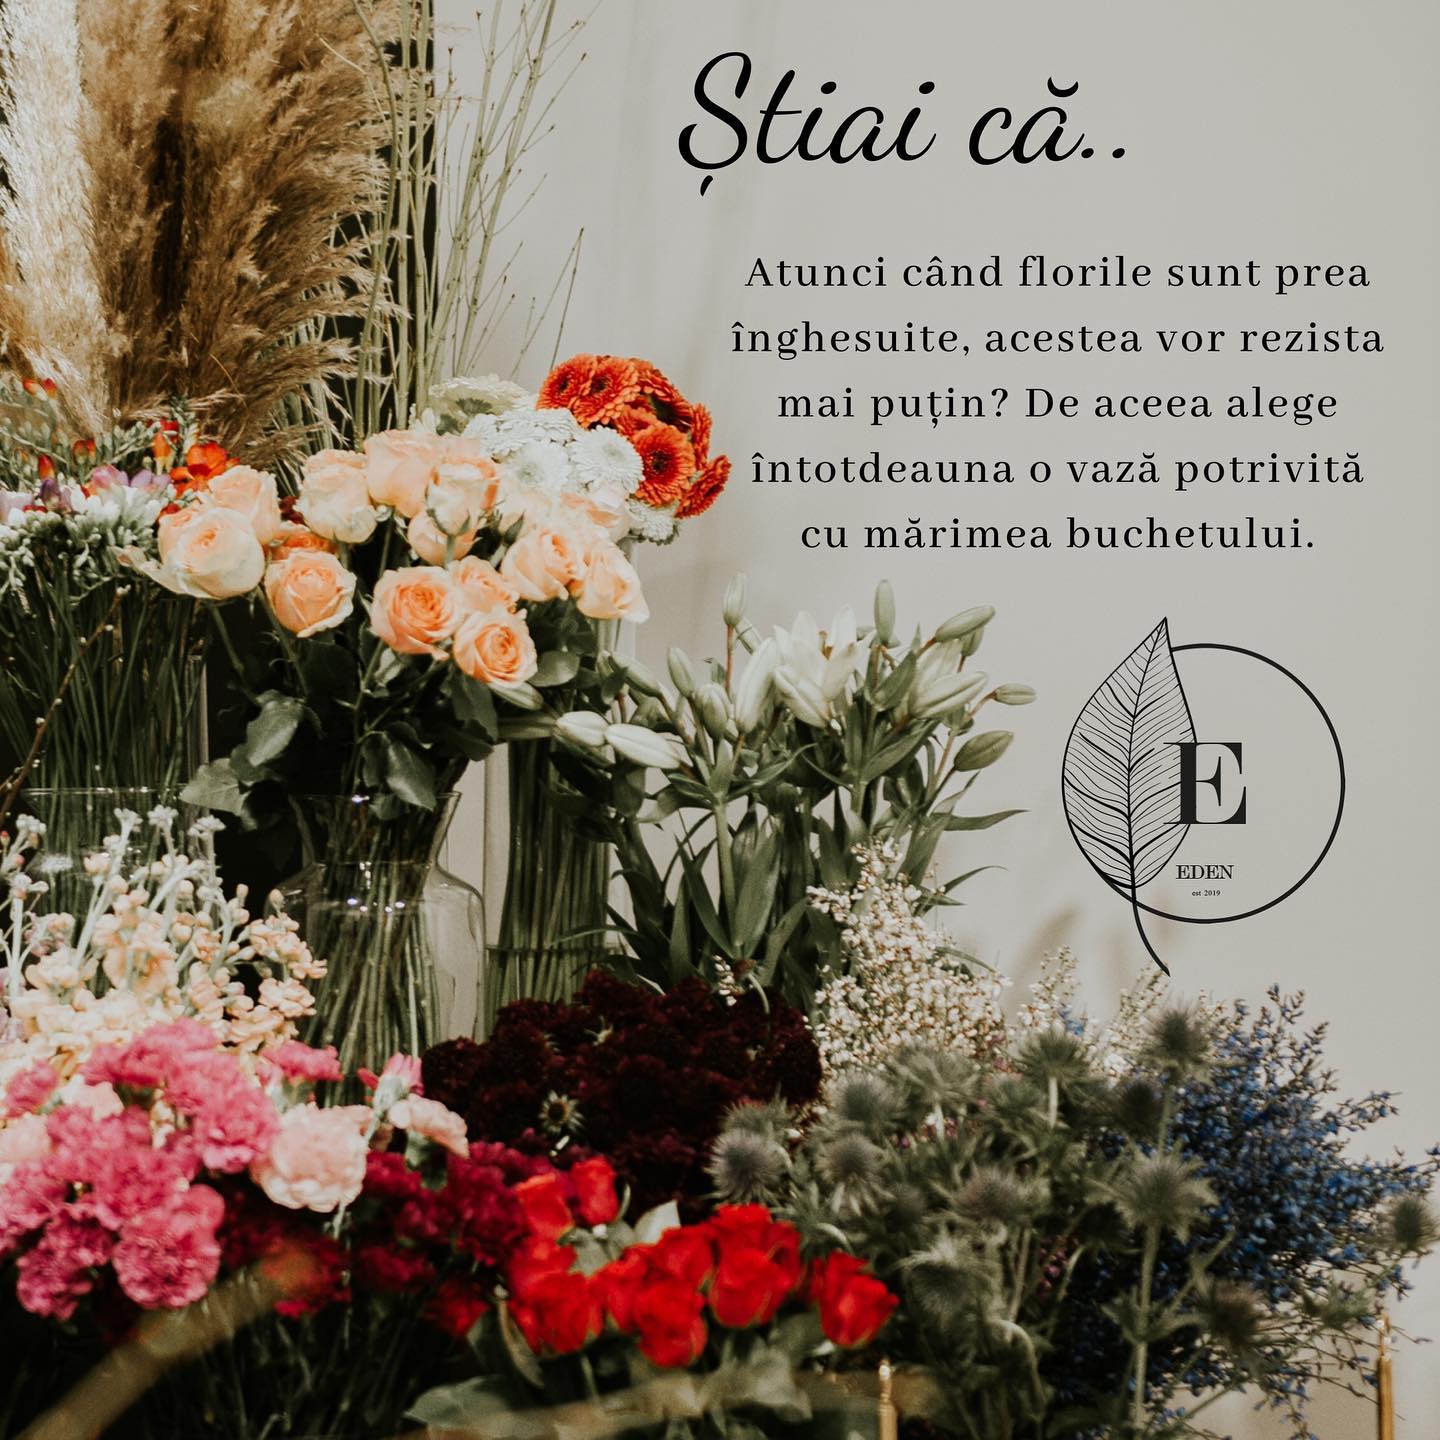 Știai că..
Atunci când florile sunt prea
înghesuite, acestea vor rezista
mai puțin? De aceea alege
întotdeauna o vază potrivită
cu mărimea buchetului.
E
EDEN
est 2019